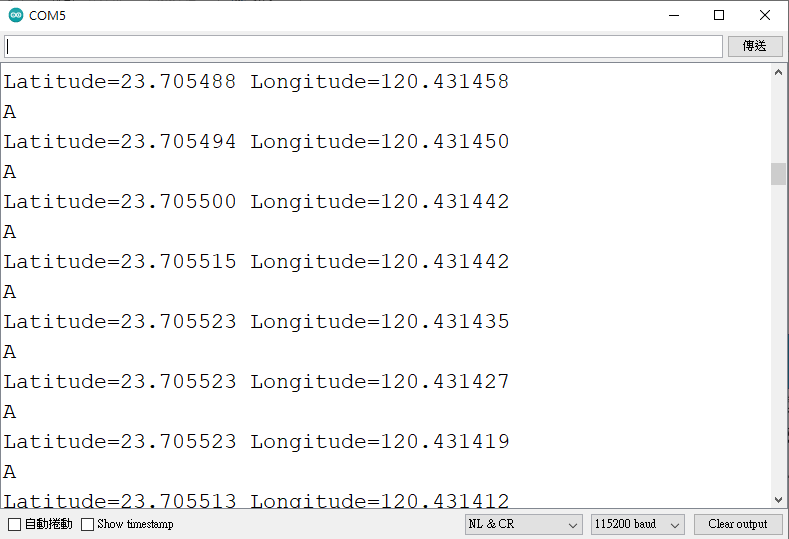 COM5
傳送
Latitude=23.705488 Longitude=120.431458
A
Latitude=23.705494 Longitude=120.431450
A
Latitude=23.705500 Longitude=120.431442
A
Latitude=23.705515 Longitude=120.431442
A
Latitude=23.705523 Longitude=120.431435
A
Latitude=23.705523 Longitude=120.431427
A
Latitude=23.705523 Longitude=120.431419
A
Latitude=23.705513 Longitude=120.431412
自動捲動 Show timestamp NL & CR 115200 baud Clear output